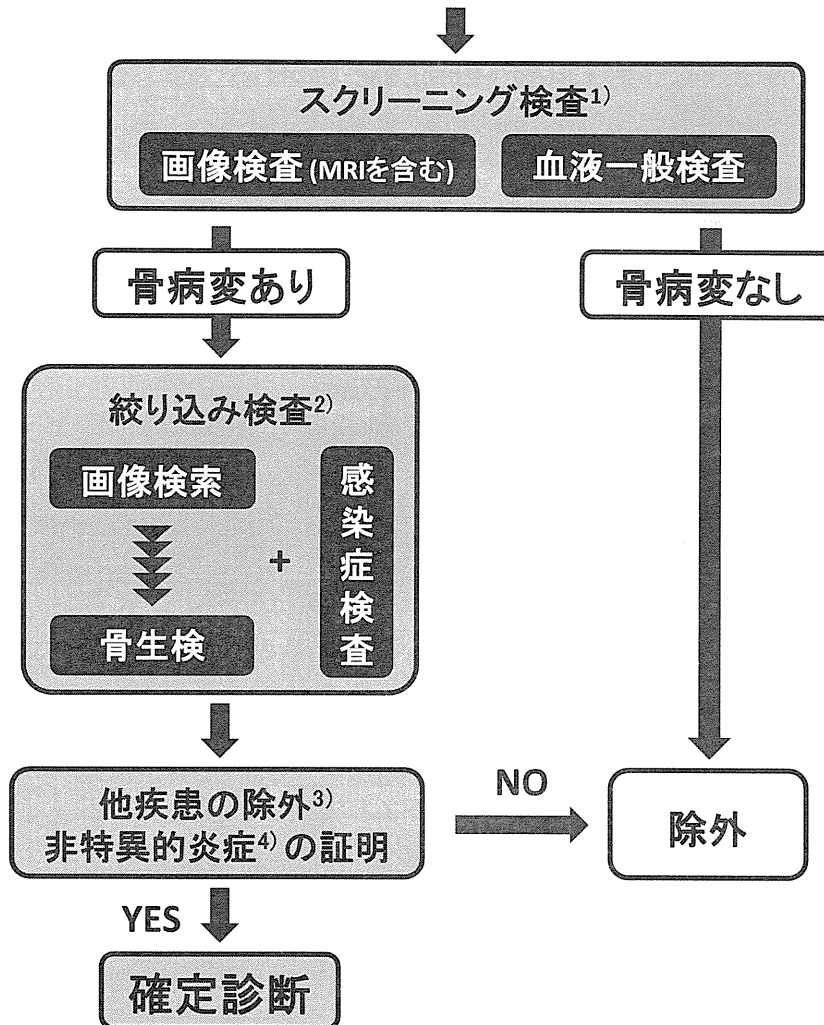 スクリーニング検査1)
画像検査 (MRIを含む)
血液一般検査
骨病変あり
骨病変なし
絞り込み検査2)
画像検索
+
感染症検査
骨生検
他疾患の除外3)
非特異的炎症4) の証明
NO
除外
YES
確定診断